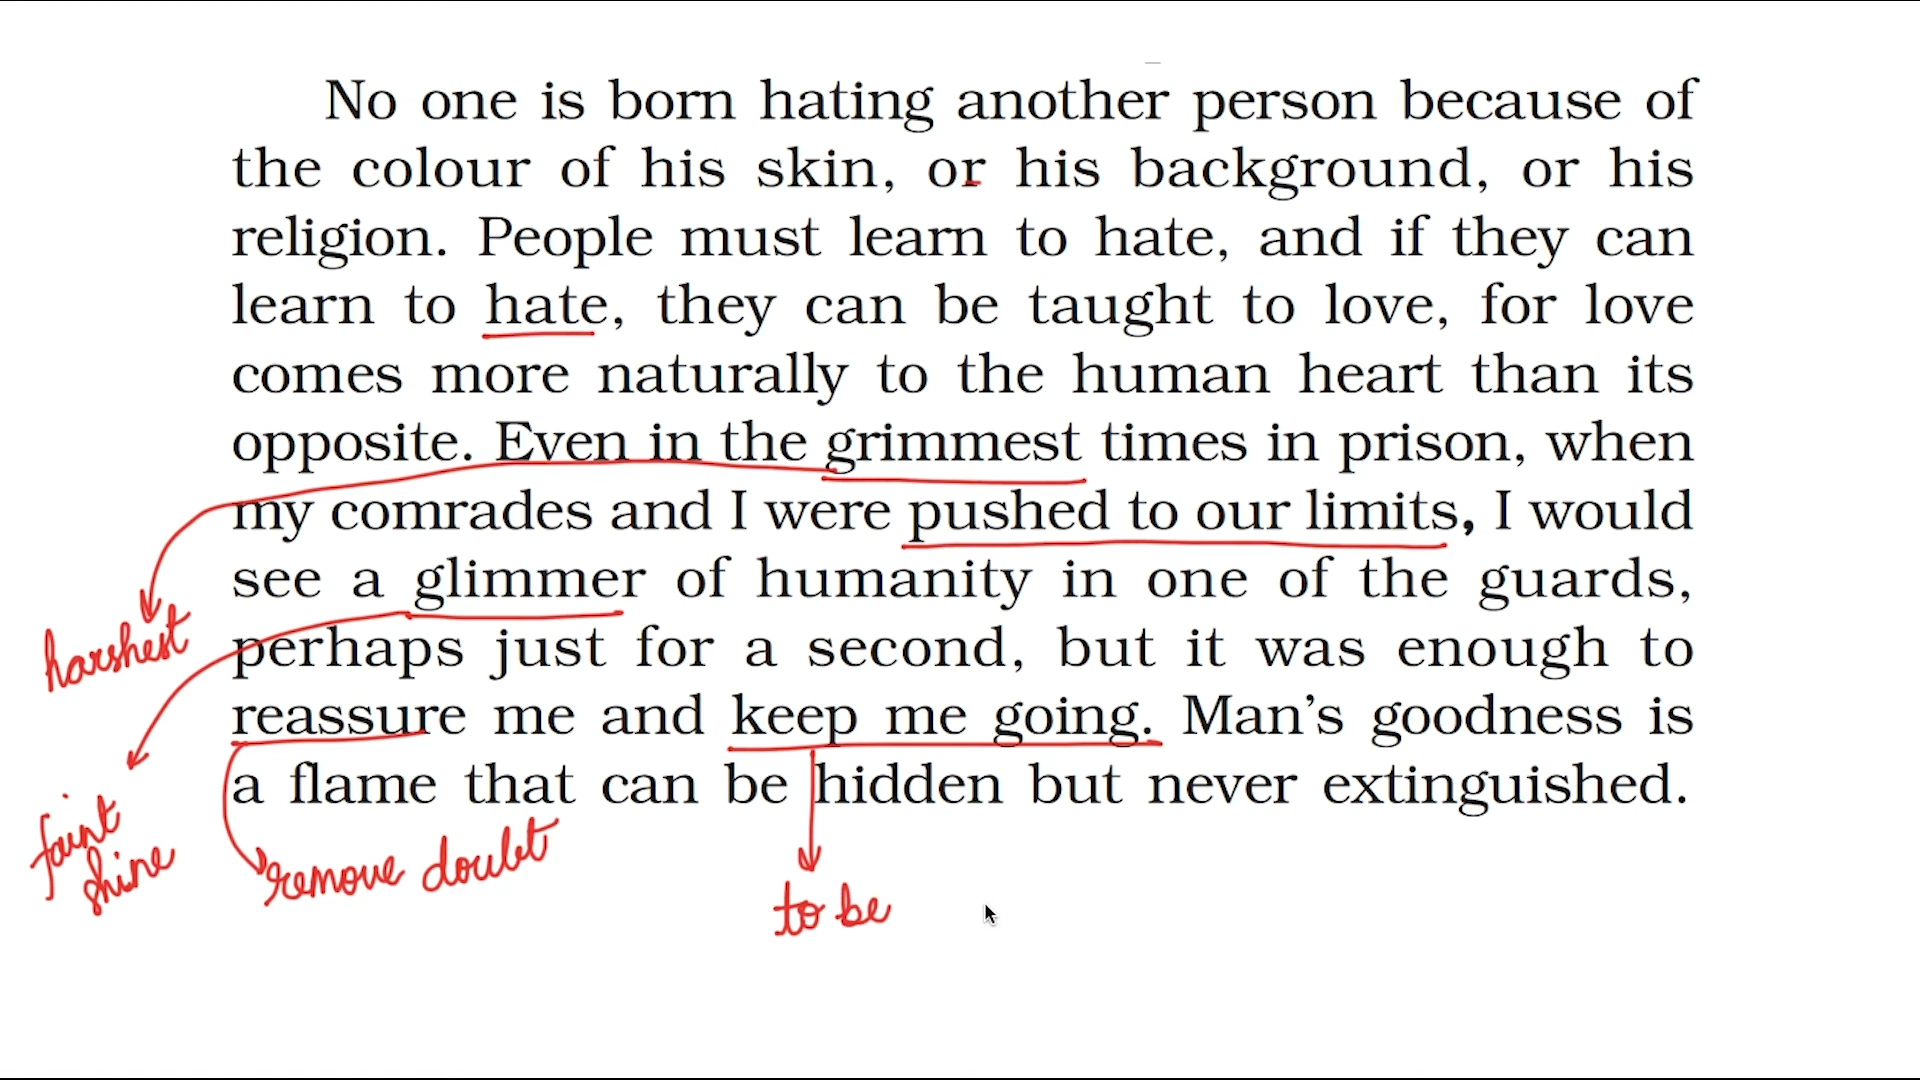 No one is born hating another person because of
the colour of his skin, or his background, or his
religion. People must learn to hate, and if they can
learn to hate, they can be taught to love, for love
comes more naturally to the human heart than its
opposite. Even in the grimmest times in prison, when
my comrades and I were pushed to our limits, I would
see a glimmer of humanity in one of the guards,
harshest
perhaps just for a second, but it was enough to
reassure me and keep me going. Man’s goodness is
a flame that can be hidden but never extinguished.
faint
shine
remove doubt
to be